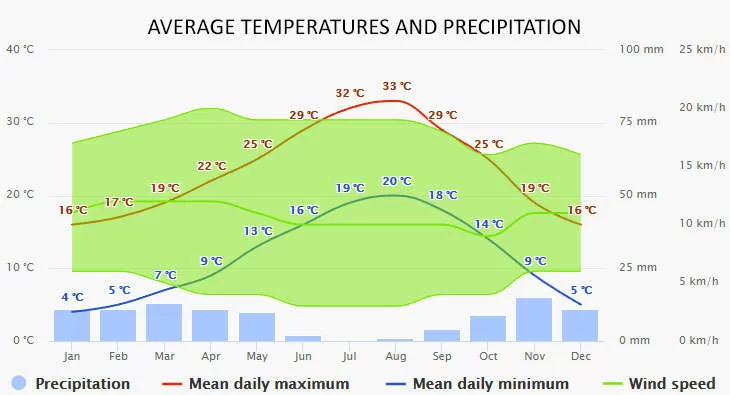 AVERAGE TEMPERATURES AND PRECIPITATION
40 °C 100 mm 25 km/h
33 °C
32 °C
29 °C 29 °C 20 km/h
30 °C 75 mm
25 °C 25 °C
22 °C 15 km/h
20 °C 19 °C 19 °C 20 °C 18 °C 19 °C 50 mm
16 °C 17 °C 16 °C 16 °C
13 °C 14 °C 10 km/h
10 °C 9 °C 9 °C 25 mm
7 °C 5 km/h
4 °C 5 °C 5 °C
0 °C 0 mm 0 km/h
Jan Feb Mar Apr May Jun Jul Aug Sep Oct Nov Dec
Precipitation Mean daily maximum Mean daily minimum Wind speed